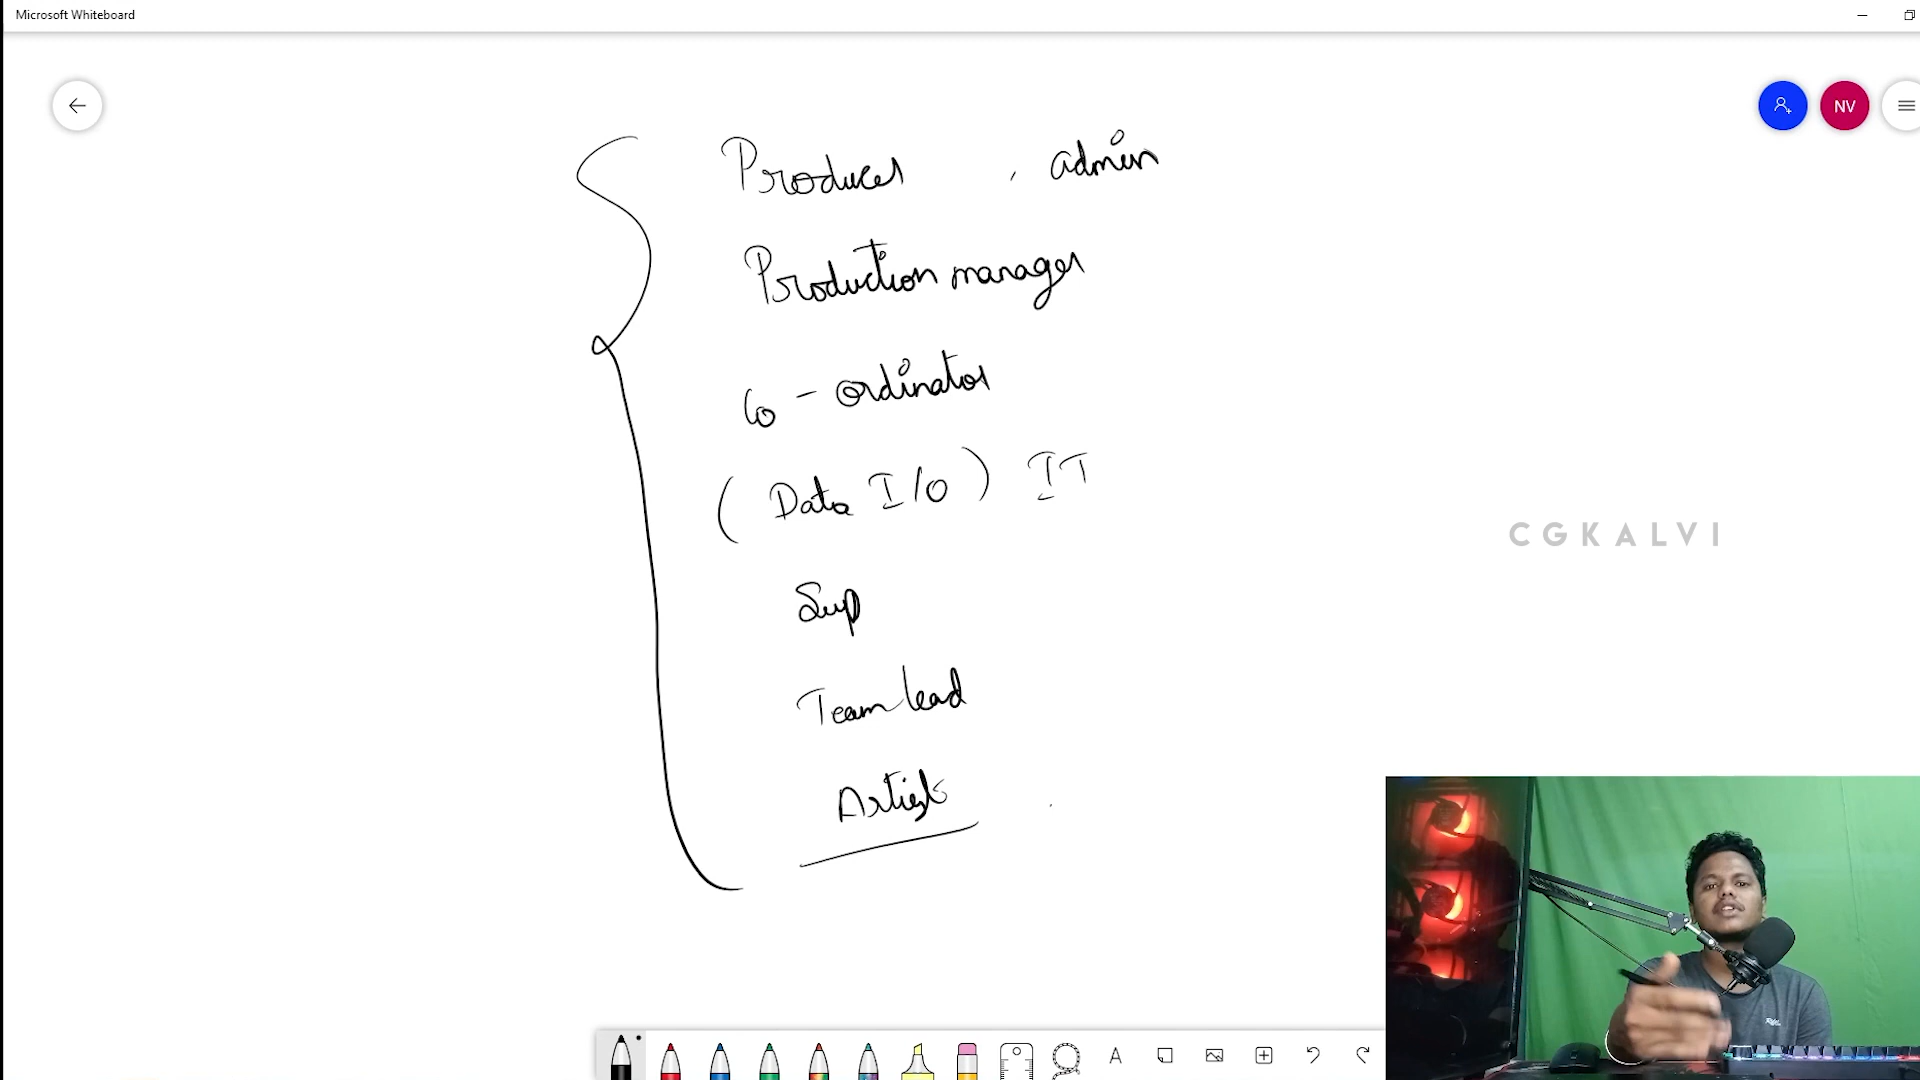 Microsoft Whiteboard
NV
Producer , admin
Production manager
Co-ordinator
(Data I/O) IT
CGKALVI
Sup
Team lead
Artists